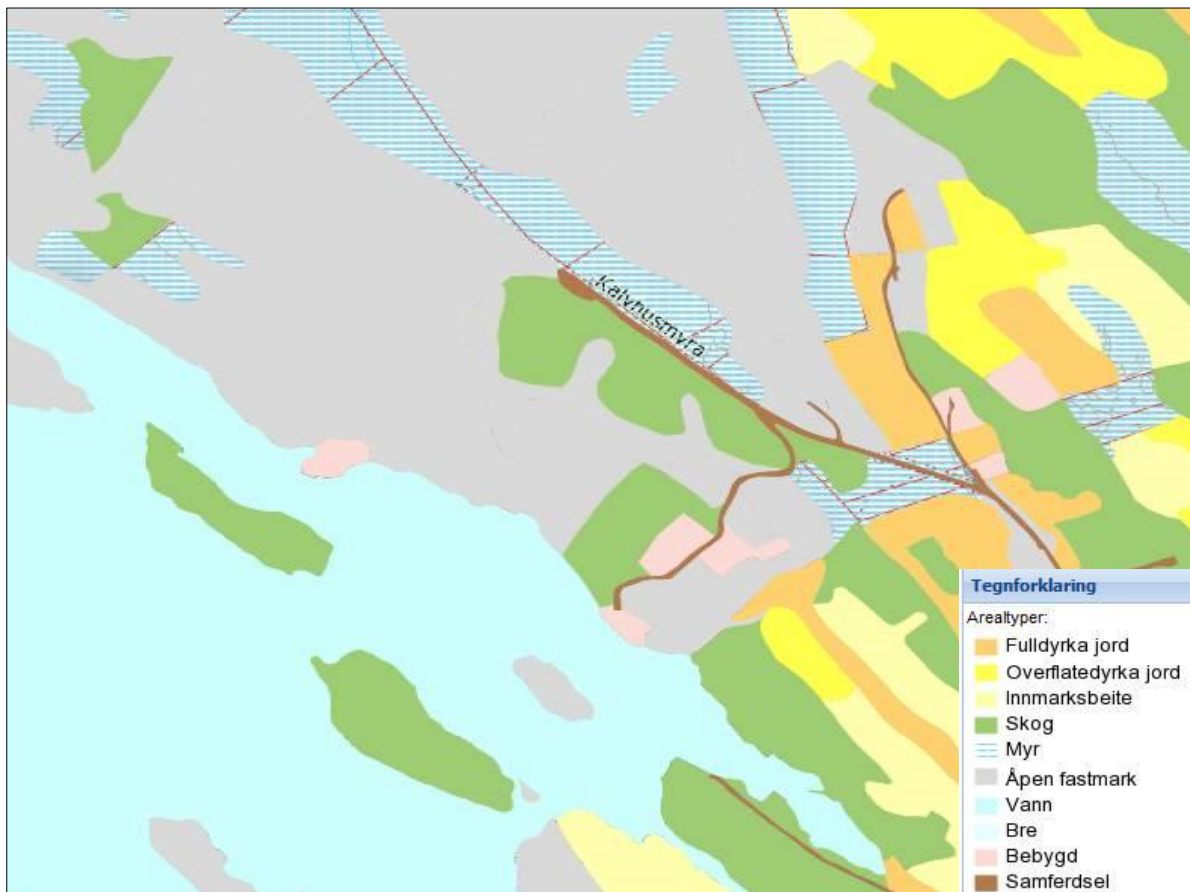 Kalvhusmyra
Tegnforklaring
Arealtyper:
Fulldyrka jord
Overflatedyrka jord
Innmarksbeite
Skog
Myr
Åpen fastmark
Vann
Bre
Bebygd
Samferdsel